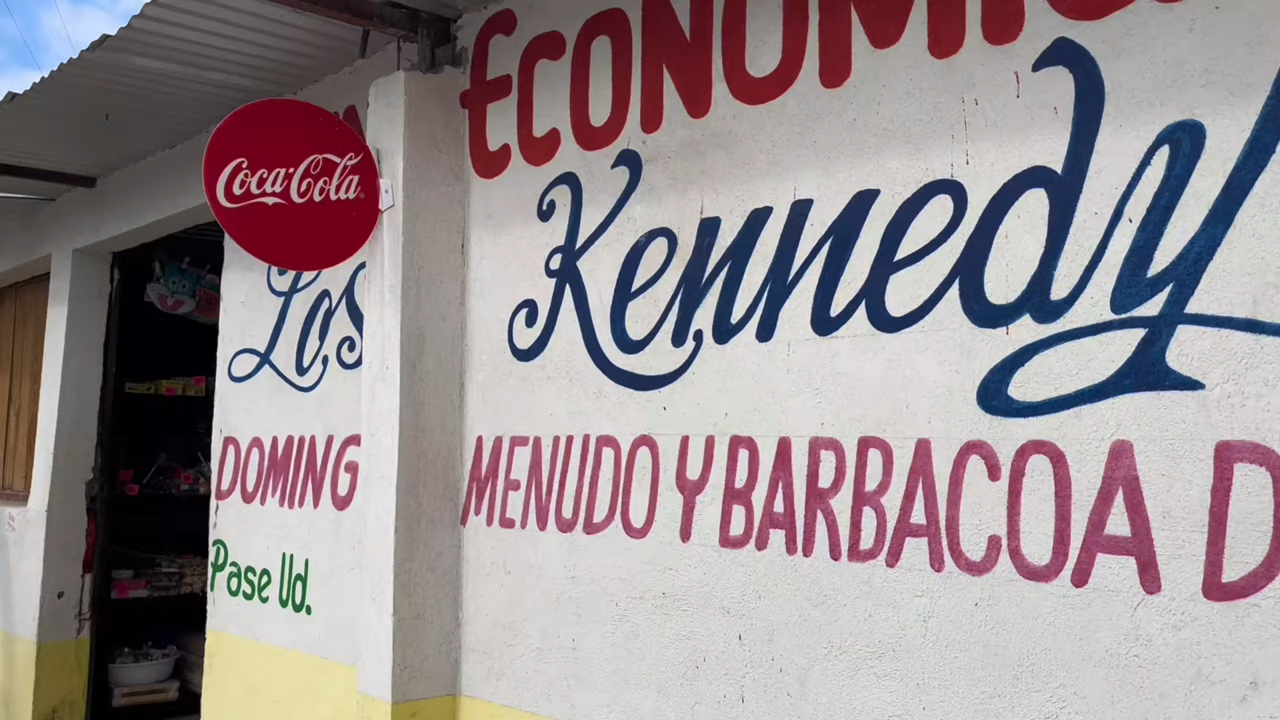 ECONOMIC
Coca-Cola
Los Kennedy
DOMING MENUDO Y BARBACOA D
Pase Ud.